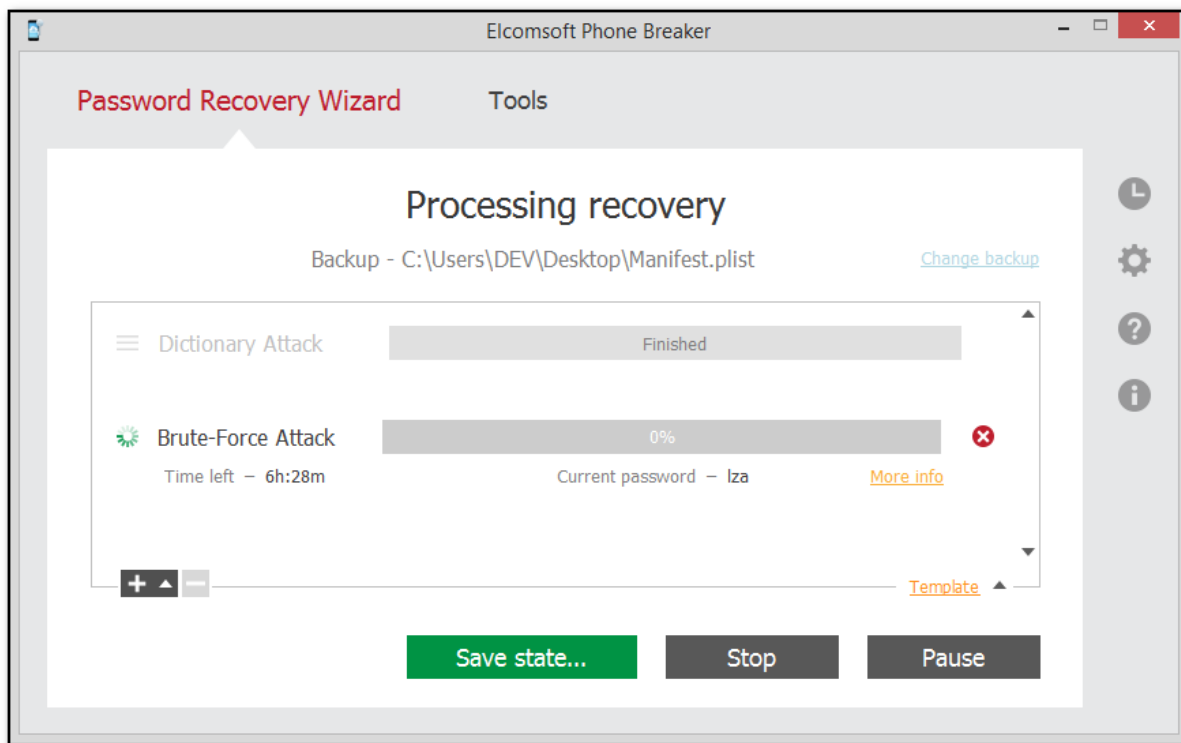 Elcomsoft Phone Breaker
Password Recovery Wizard Tools
Processing recovery
Backup - C:\Users\DEV\Desktop\Manifest.plist Change backup
Dictionary Attack Finished
Brute-Force Attack 0%
Time left – 6h:28m Current password – lza More info
Template
Save state... Stop Pause